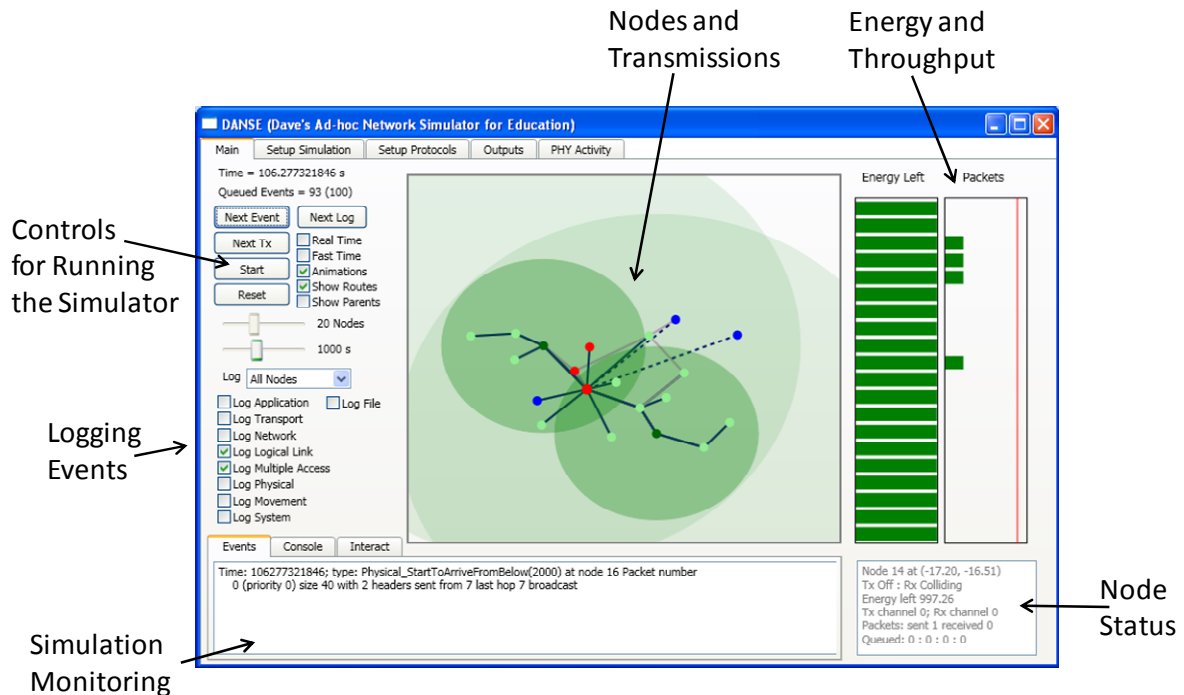 Nodes and
Transmissions
Energy and
Throughput
DANSE (Dave's Ad-hoc Network Simulator for Education)
Main Setup Simulation Setup Protocols Outputs PHY Activity
Time = 106.277321846 s
Queued Events = 93 (100)
Next Event Next Log
Next Tx
Start
Reset
Real Time
Fast Time
Animations
Show Routes
Show Parents
20 Nodes
1000 s
Log All Nodes
Log Application Log File
Log Transport
Log Network
Log Logical Link
Log Multiple Access
Log Physical
Log Movement
Log System
Energy Left Packets
Controls
for Running
the Simulator
Logging
Events
Events Console Interact
Time: 106277321846; type: Physical_StartToArriveFromBelow(2000) at node 16 Packet number
0 (priority 0) size 40 with 2 headers sent from 7 last hop 7 broadcast
Node 14 at (-17.20, -16.51)
Tx Off : Rx Colliding
Energy left 997.26
Tx channel 0; Rx channel 0
Packets: sent 1 received 0
Queued: 0 : 0 : 0 : 0
Node
Status
Simulation
Monitoring